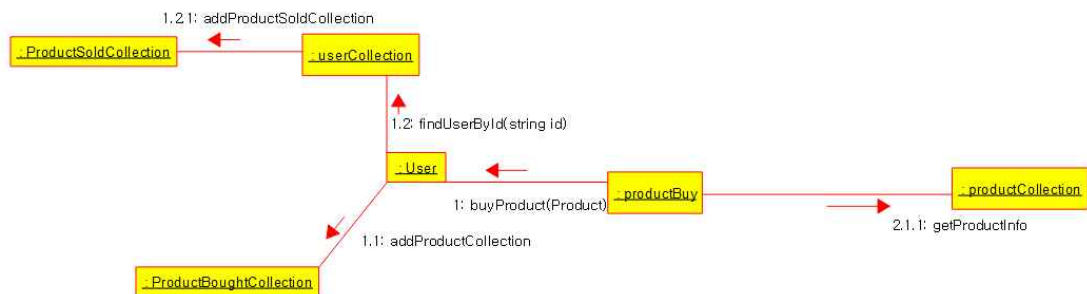 1.2.1: addProductSoldCollection
: ProductSoldCollection
: userCollection
1.2: findUserById(string id)
: User
1: buyProduct(Product)
: productBuy
: productCollection
2.1.1: getProductInfo
1.1: addProductCollection
: ProductBoughtCollection